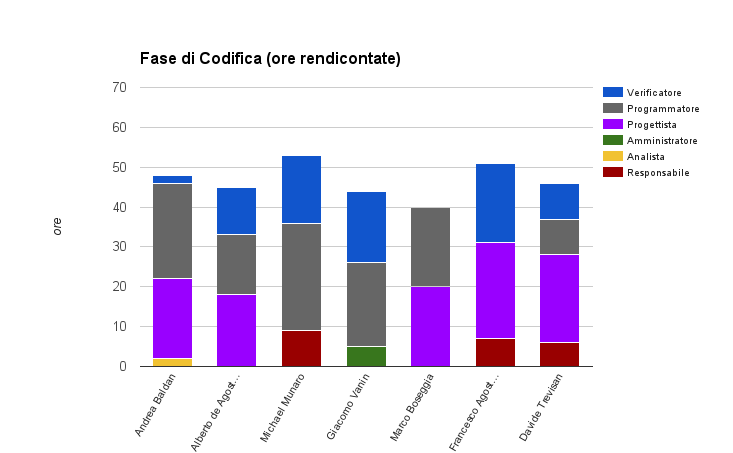 Fase di Codifica (ore rendicontate)
70
60
50
40
30
20
10
0
ore
Verificatore
Programmatore
Progettista
Amministratore
Analista
Responsabile
Andrea Baldan
Alberto de Agost...
Michael Munaro
Giacomo Vanin
Marco Boseggia
Francesco Agost...
Davide Trevisan